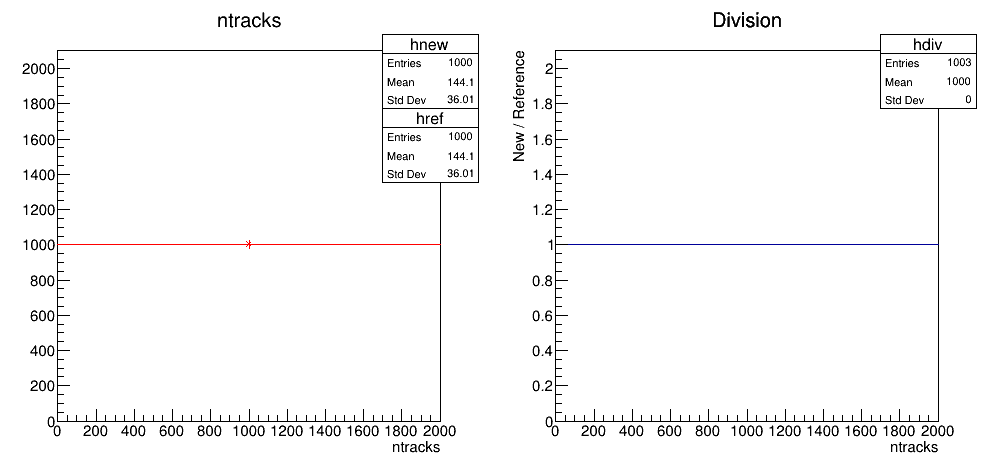 ntracks
hnew
Entries 1000
Mean 144.1
Std Dev 36.01
href
Entries 1000
Mean 144.1
Std Dev 36.01
2000
1800
1600
1400
1200
1000
800
600
400
200
0
0 200 400 600 800 1000 1200 1400 1600 1800 2000
ntracks
Division
hdiv
Entries 1003
Mean 1000
Std Dev 0
New / Reference
2
1.8
1.6
1.4
1.2
1
0.8
0.6
0.4
0.2
0
0 200 400 600 800 1000 1200 1400 1600 1800 2000
ntracks